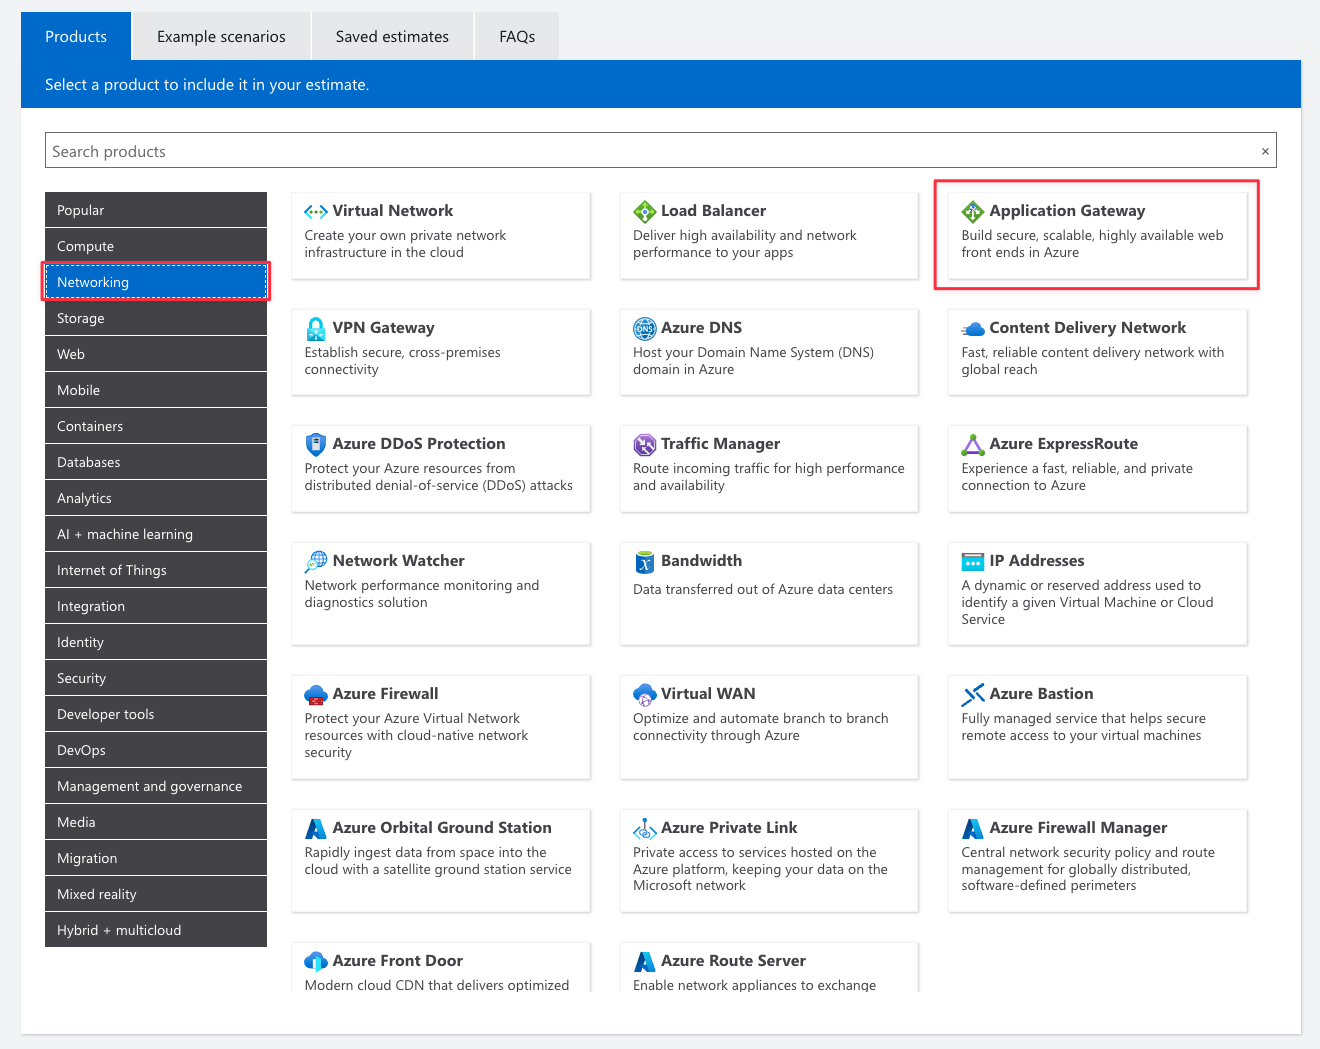 Products
Example scenarios
Saved estimates
FAQs
Select a product to include it in your estimate.
Search products
×
Popular
Compute
Networking
Storage
Web
Mobile
Containers
Databases
Analytics
AI + machine learning
Internet of Things
Integration
Identity
Security
Developer tools
DevOps
Management and governance
Media
Migration
Mixed reality
Hybrid + multicloud
Virtual Network
Create your own private network
infrastructure in the cloud
Load Balancer
Deliver high availability and network
performance to your apps
Application Gateway
Build secure, scalable, highly available web
front ends in Azure
VPN Gateway
Establish secure, cross-premises
connectivity
DNS
Azure DNS
Host your Domain Name System (DNS)
domain in Azure
Content Delivery Network
Fast, reliable content delivery network with
global reach
Azure DDoS Protection
Protect your Azure resources from
distributed denial-of-service (DDoS) attacks
Traffic Manager
Route incoming traffic for high performance
and availability
Azure ExpressRoute
Experience a fast, reliable, and private
connection to Azure
Network Watcher
Network performance monitoring and
diagnostics solution
Bandwidth
Data transferred out of Azure data centers
IP Addresses
A dynamic or reserved address used to
identify a given Virtual Machine or Cloud
Service
Azure Firewall
Protect your Azure Virtual Network
resources with cloud-native network
security
Virtual WAN
Optimize and automate branch to branch
connectivity through Azure
Azure Bastion
Fully managed service that helps secure
remote access to your virtual machines
Azure Orbital Ground Station
Rapidly ingest data from space into the
cloud with a satellite ground station service
Azure Private Link
Private access to services hosted on the
Azure platform, keeping your data on the
Microsoft network
Azure Firewall Manager
Central network security policy and route
management for globally distributed,
software-defined perimeters
Azure Front Door
Modern cloud CDN that delivers optimized
Azure Route Server
Enable network appliances to exchange